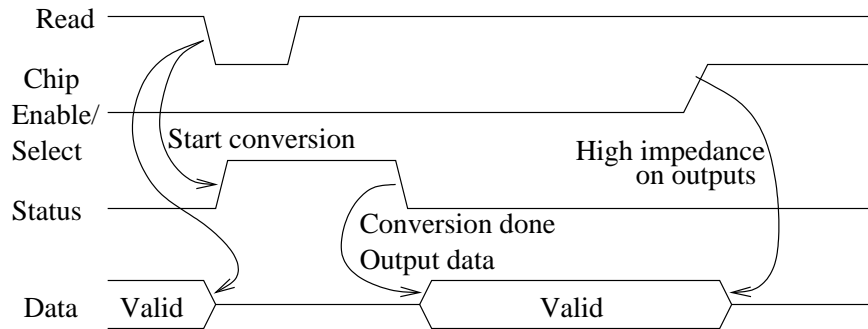 Read
Chip
Enable/
Select
Start conversion
High impedance
on outputs
Status
Conversion done
Output data
Data
Valid
Valid